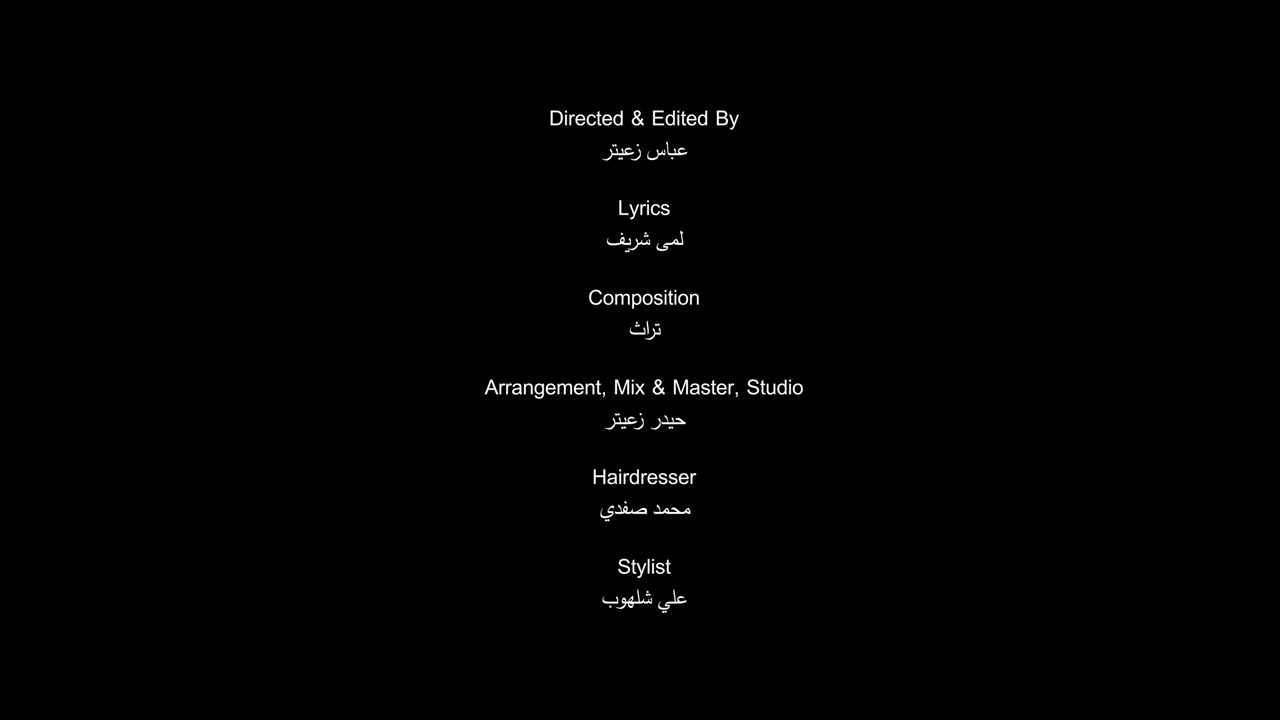 Directed & Edited By
عباس زعيتر
Lyrics
لمى شريف
Composition
تراث
Arrangement, Mix & Master, Studio
حيدر زعيتر
Hairdresser
محمد صفدي
Stylist
علي شلهوب